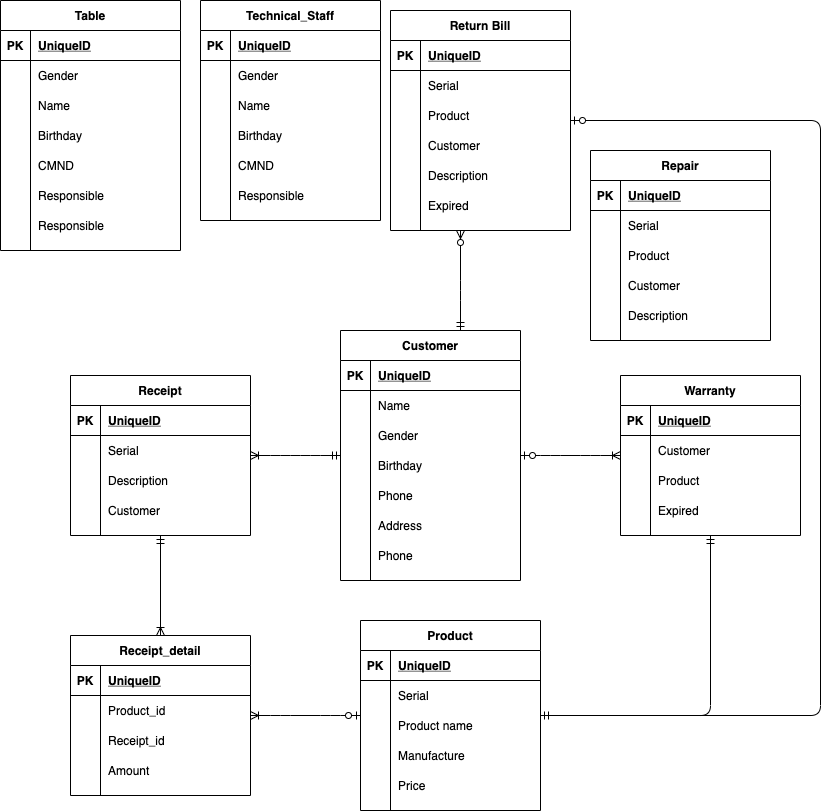 Table
PK UniqueID
Gender
Name
Birthday
CMND
Responsible
Responsible
Technical_Staff
PK UniqueID
Gender
Name
Birthday
CMND
Responsible
Return Bill
PK UniqueID
Serial
Product
Customer
Description
Expired
Repair
PK UniqueID
Serial
Product
Customer
Description
Receipt
PK UniqueID
Serial
Description
Customer
Customer
PK UniqueID
Name
Gender
Birthday
Phone
Address
Phone
Warranty
PK UniqueID
Customer
Product
Expired
Receipt_detail
PK UniqueID
Product_id
Receipt_id
Amount
Product
PK UniqueID
Serial
Product name
Manufacture
Price